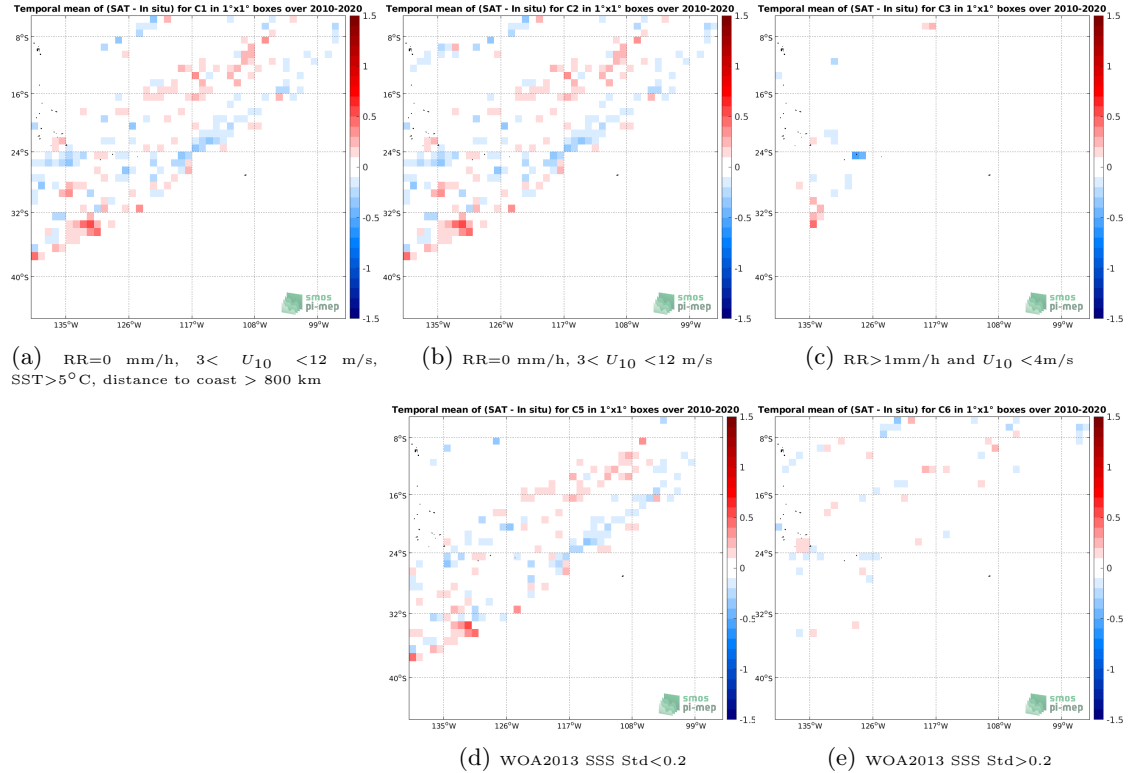 Temporal mean of (SAT - In situ) for C1 in 1°x1° boxes over 2010-2020
8°S
16°S
24°S
32°S
40°S
135°W 126°W 117°W 108°W 99°W
1.5
1
0.5
0
-0.5
-1
-1.5
smos
pi-mep
(a) RR=0 mm/h, 3< U10 <12 m/s,
SST>5°C, distance to coast > 800 km
Temporal mean of (SAT - In situ) for C2 in 1°x1° boxes over 2010-2020
8°S
16°S
24°S
32°S
40°S
135°W 126°W 117°W 108°W 99°W
1.5
1
0.5
0
-0.5
-1
-1.5
smos
pi-mep
(b) RR=0 mm/h, 3< U10 <12 m/s
Temporal mean of (SAT - In situ) for C3 in 1°x1° boxes over 2010-2020
8°S
16°S
24°S
32°S
40°S
135°W 126°W 117°W 108°W 99°W
1.5
1
0.5
0
-0.5
-1
-1.5
smos
pi-mep
(c) RR>1mm/h and U10 <4m/s
Temporal mean of (SAT - In situ) for C5 in 1°x1° boxes over 2010-2020
8°S
16°S
24°S
32°S
40°S
135°W 126°W 117°W 108°W 99°W
1.5
1
0.5
0
-0.5
-1
-1.5
smos
pi-mep
(d) WOA2013 SSS Std<0.2
Temporal mean of (SAT - In situ) for C6 in 1°x1° boxes over 2010-2020
8°S
16°S
24°S
32°S
40°S
135°W 126°W 117°W 108°W 99°W
1.5
1
0.5
0
-0.5
-1
-1.5
smos
pi-mep
(e) WOA2013 SSS Std>0.2